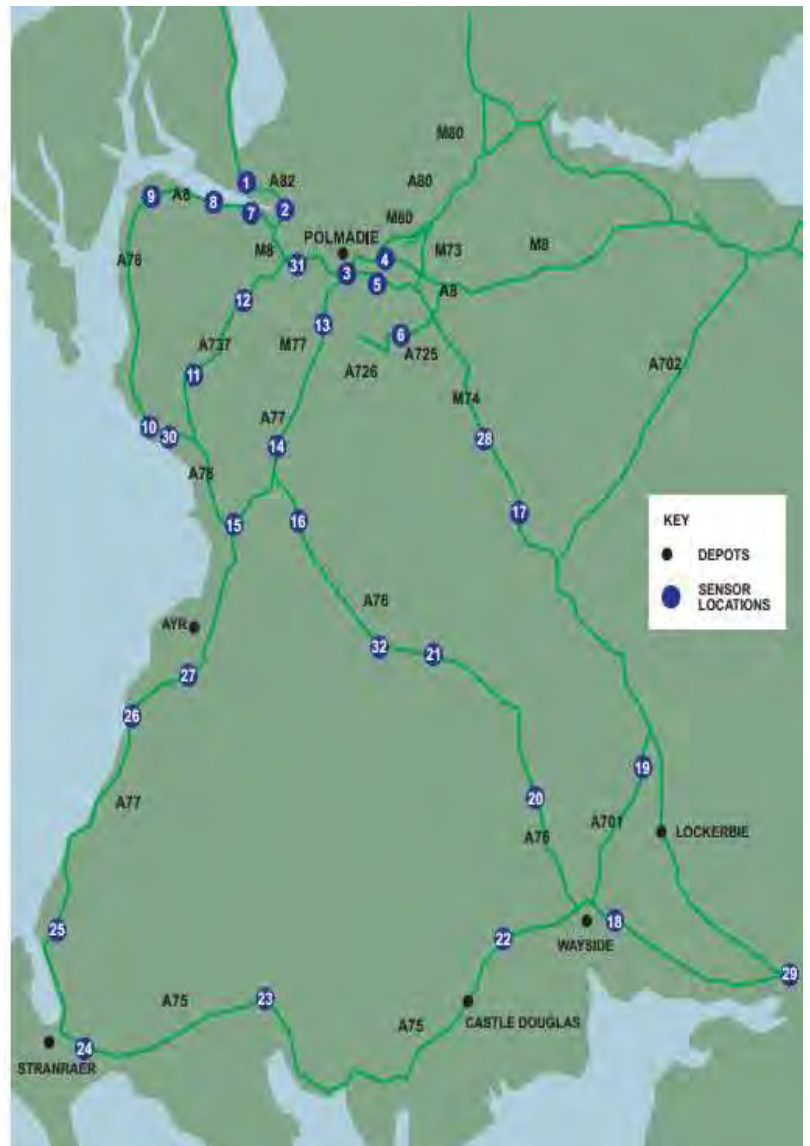 M80
A80
1
A82
9
A8
8
7
2
M80
POLMADIE
M73
M8
A78
M8
31
3
4
5
A8
12
13
6
A725
A737
M77
A726
11
A702
M74
10
30
A77
28
A78
14
15
16
17
KEY
DEPOTS
SENSOR
LOCATIONS
A76
AYR
32
21
27
26
19
20
A77
A701
A76
LOCKERBIE
25
22
18
WAYSIDE
29
A75
23
CASTLE DOUGLAS
A75
24
STRANRAER